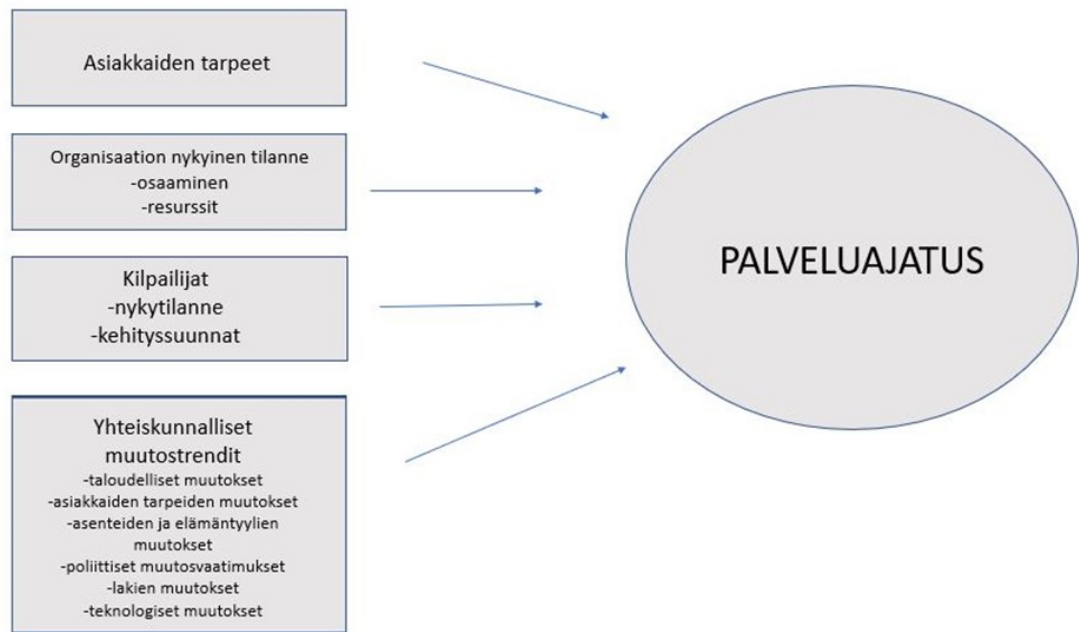 Asiakkaiden tarpeet
Organisaation nykyinen tilanne
-osaaminen
-resurssit
Kilpailijat
-nykytilanne
-kehityssuunnat
Yhteiskunnalliset
muutostrendit
-taloudelliset muutokset
-asiakkaiden tarpeiden muutokset
-asenteiden ja elämäntyylien
muutokset
-poliittiset muutosvaatimukset
-lakien muutokset
-teknologiset muutokset
PALVELUAJATUS